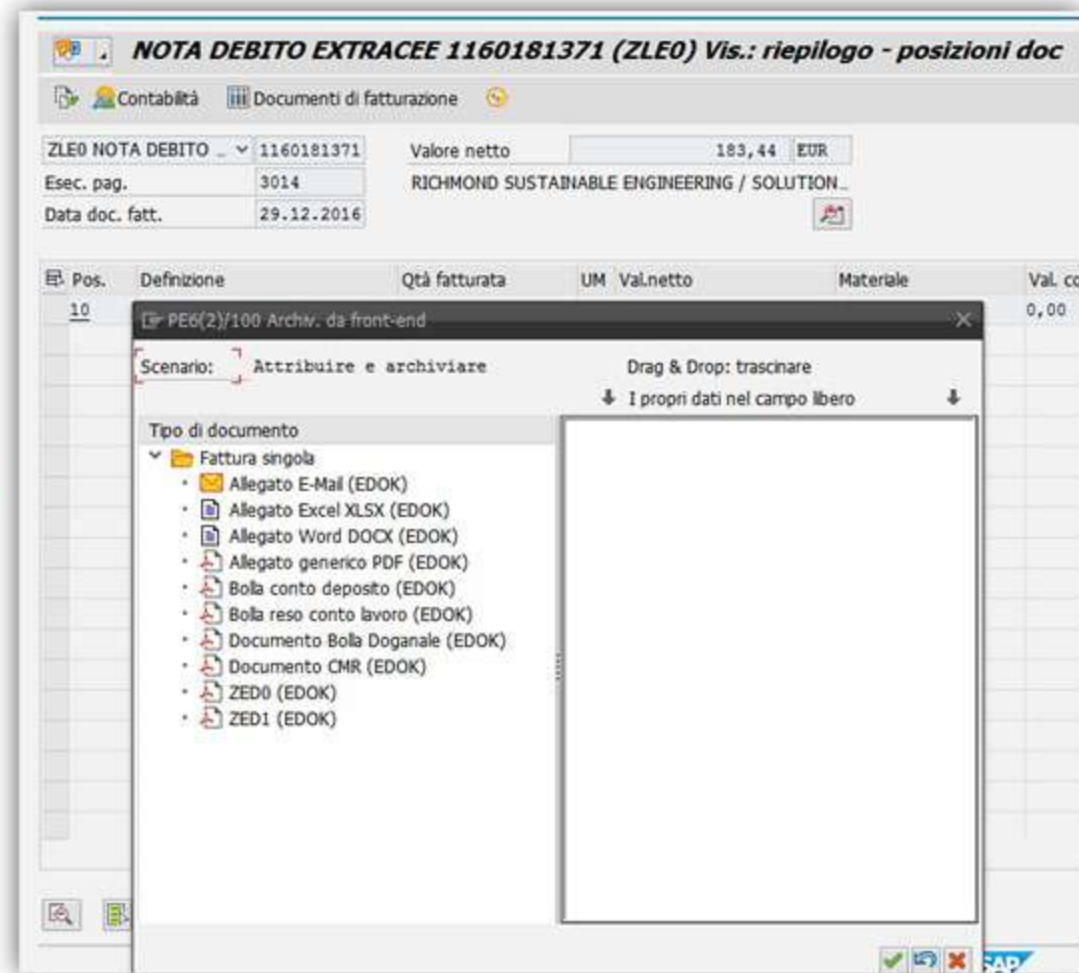 NOTA DEBITO EXTRACEE 1160181371 (ZLE0) Vis.: riepilogo - posizioni doc
Contabilità Documenti di fatturazione
ZLE0 NOTA DEBITO _ 1160181371 Valore netto 183,44 EUR
Esec. pag. 3014 RICHMOND SUSTAINABLE ENGINEERING / SOLUTION_
Data doc. fatt. 29.12.2016
Pos. Definizione Qtà fatturata UM Val.netto Materiale Val. co
10 0,00
PE6(2)/100 Archiv. da front-end
Scenario: Attribuire e archiviare Drag & Drop: trascinare
I propri dati nel campo libero
Tipo di documento
Fattura singola
Allegato E-Mail (EDOK)
Allegato Excel XLSX (EDOK)
Allegato Word DOCX (EDOK)
Allegato generico PDF (EDOK)
Bolla conto deposito (EDOK)
Bolla reso conto lavoro (EDOK)
Documento Bolla Doganale (EDOK)
Documento CMR (EDOK)
ZED0 (EDOK)
ZED1 (EDOK)
SAP